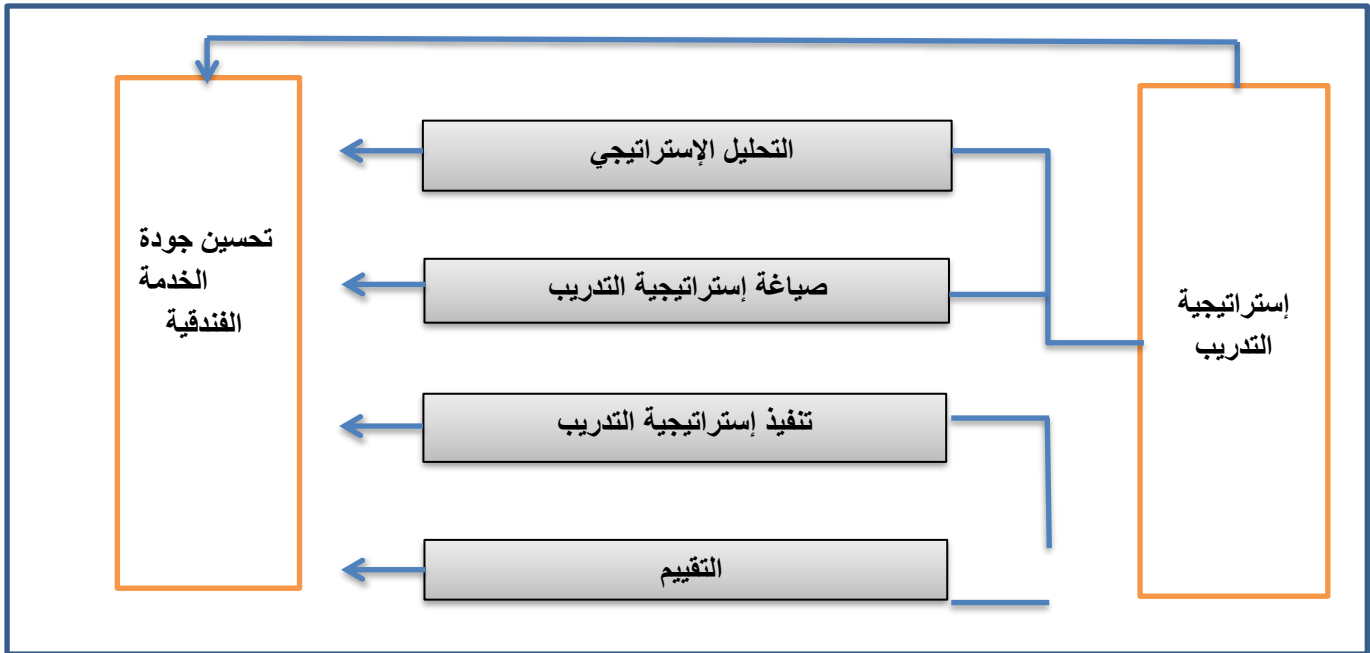 إستراتيجية
التدريب
التحليل الإستراتيجي
صياغة إستراتيجية التدريب
تنفيذ إستراتيجية التدريب
التقييم
تحسين جودة
الخدمة
الفندقية